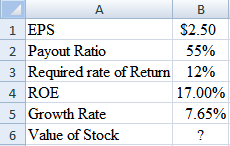 A B
1 EPS $2.50
2 Payout Ratio 55%
3 Required rate of Return 12%
4 ROE 17.00%
5 Growth Rate 7.65%
6 Value of Stock ?